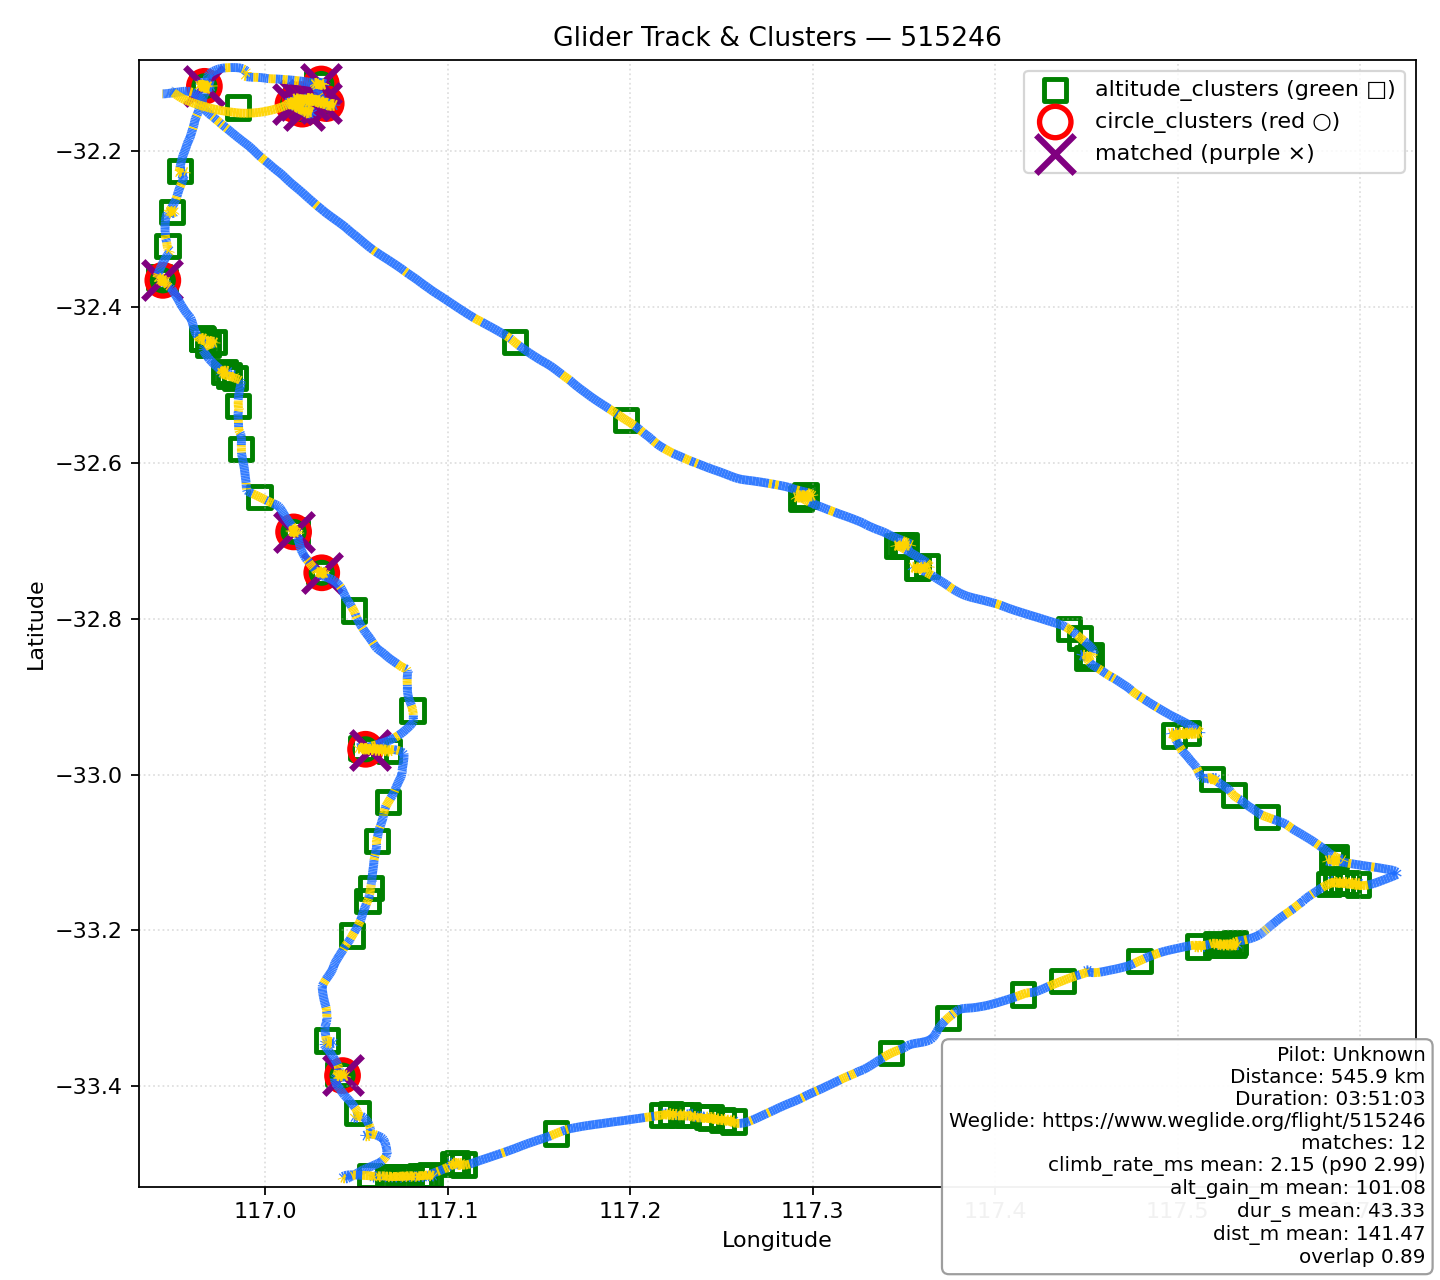 Glider Track & Clusters — 515246
altitude_clusters (green □)
circle_clusters (red ○)
matched (purple ×)
Latitude
−32.2
−32.4
−32.6
−32.8
−33.0
−33.2
−33.4
117.0
117.1
117.2
117.3
117.4
117.5
Longitude
Pilot: Unknown
Distance: 545.9 km
Duration: 03:51:03
Weglide: https://www.weglide.org/flight/515246
matches: 12
climb_rate_ms mean: 2.15 (p90 2.99)
alt_gain_m mean: 101.08
dur_s mean: 43.33
dist_m mean: 141.47
overlap 0.89